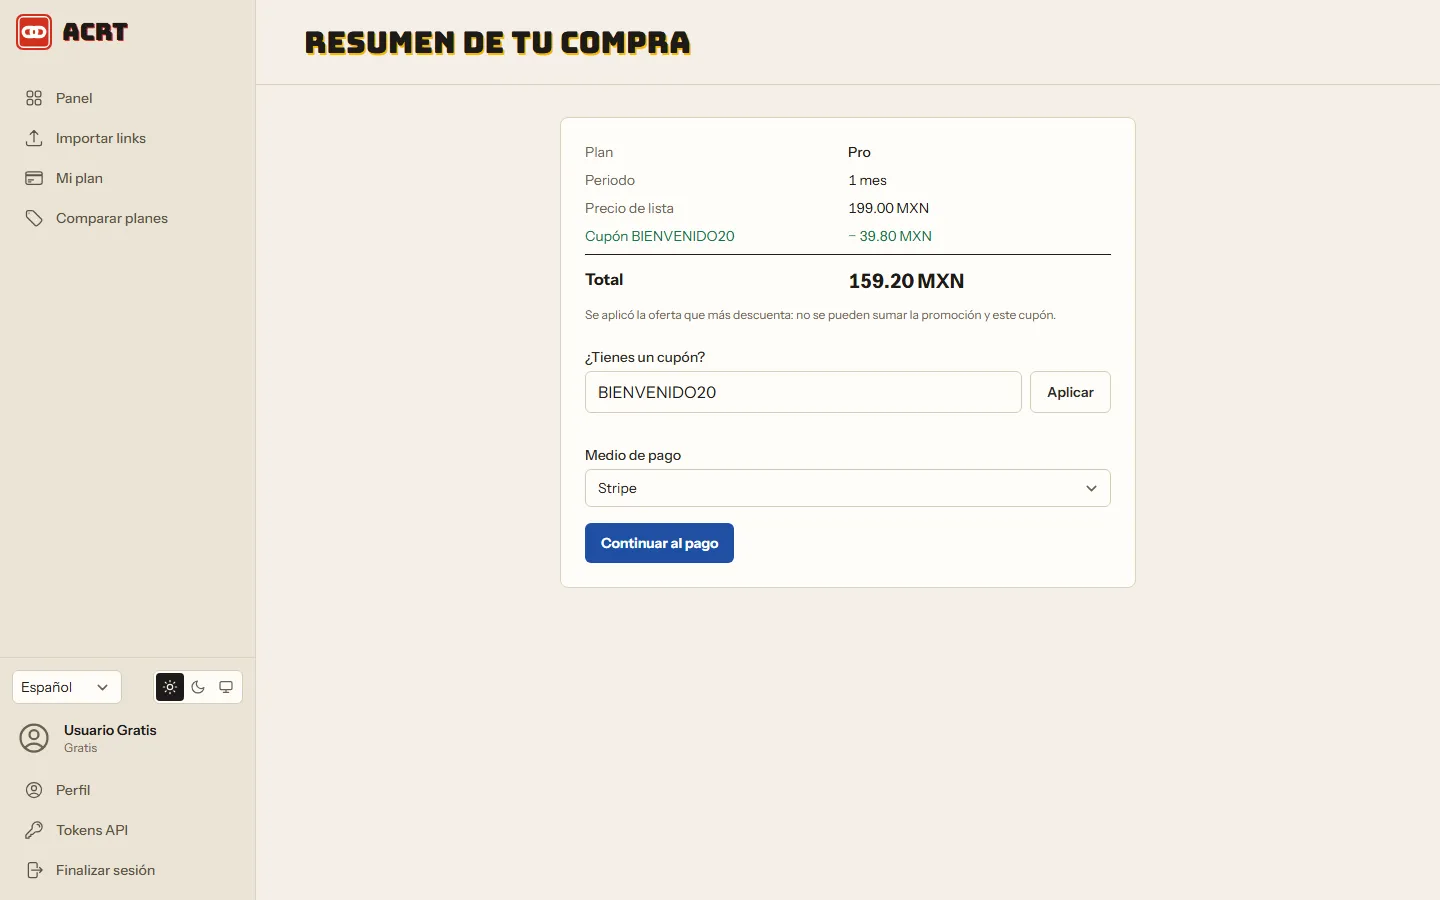 ACRT
Panel
Importar links
Mi plan
Comparar planes
Español
Usuario Gratis
Gratis
Perfil
Tokens API
Finalizar sesión
RESUMEN DE TU COMPRA
Plan Pro
Periodo 1 mes
Precio de lista 199.00 MXN
Cupón BIENVENIDO20 − 39.80 MXN
Total 159.20 MXN
Se aplicó la oferta que más descuenta: no se pueden sumar la promoción y este cupón.
¿Tienes un cupón?
BIENVENIDO20 Aplicar
Medio de pago
Stripe
Continuar al pago